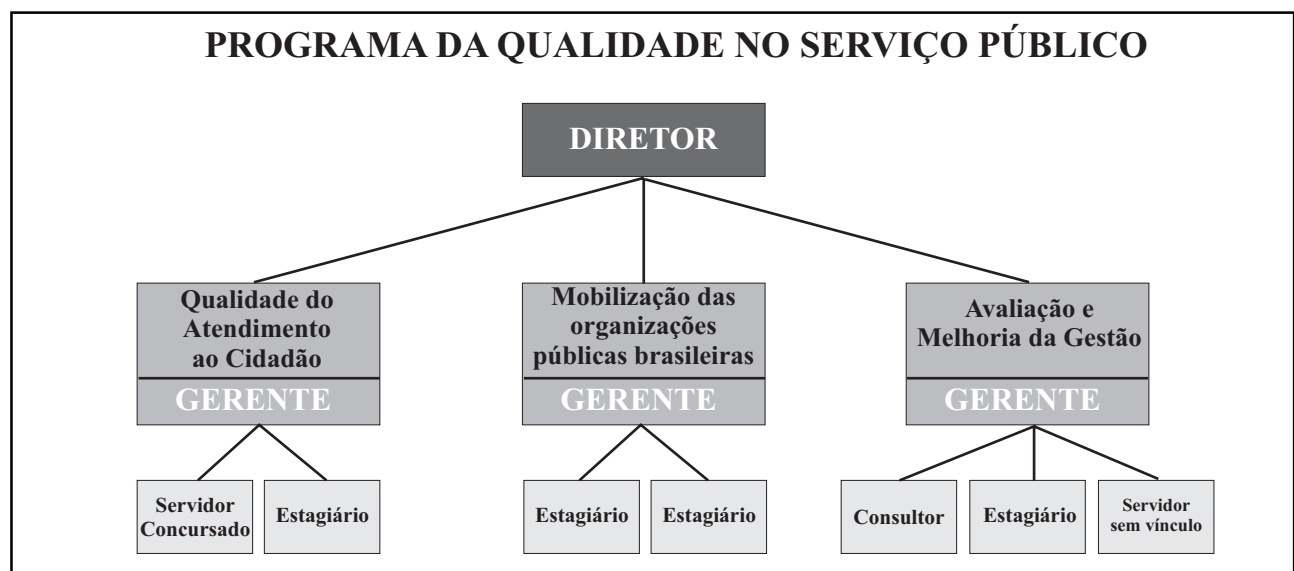 PROGRAMA DA QUALIDADE NO SERVIÇO PÚBLICO
DIRETOR
Qualidade do
Atendimento
ao Cidadão
GERENTE
Mobilização das
organizações
públicas brasileiras
GERENTE
Avaliação e
Melhoria da Gestão
GERENTE
Servidor
Concursado
Estagiário
Estagiário
Estagiário
Consultor
Estagiário
Servidor
sem vínculo